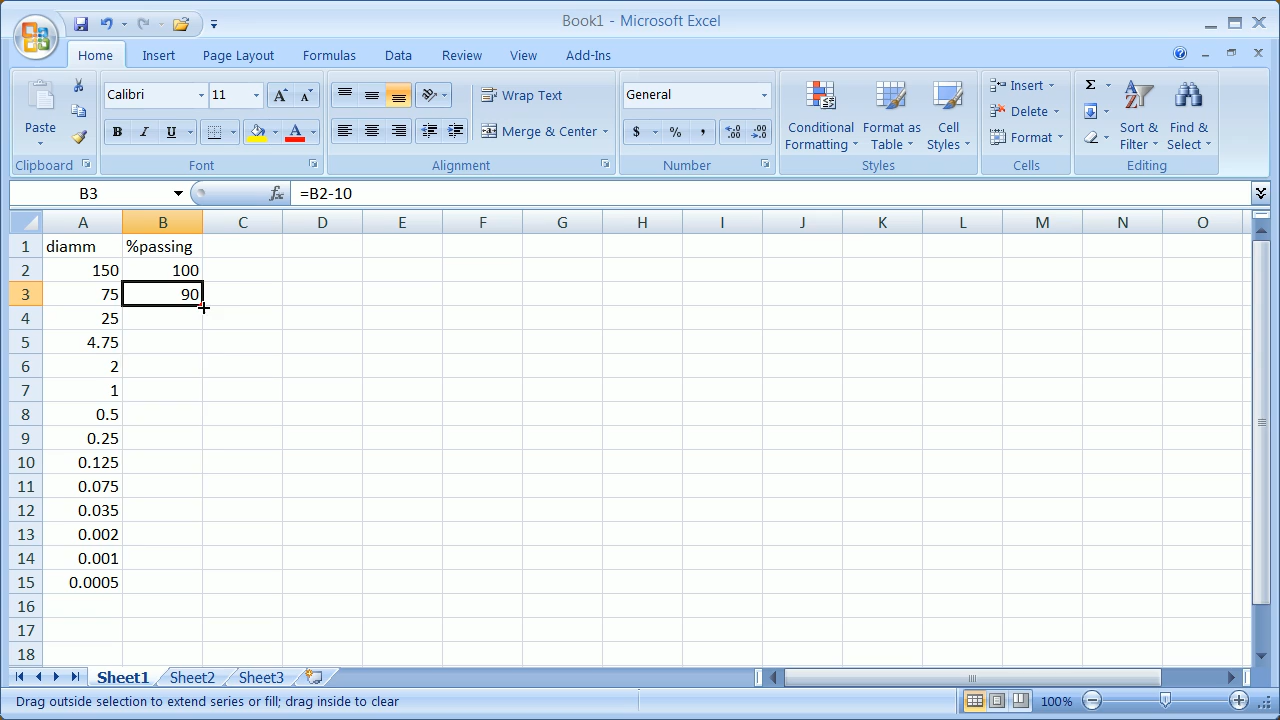 Book1 - Microsoft Excel
Home Insert Page Layout Formulas Data Review View Add-Ins
Calibri 11 Wrap Text General Insert
Paste B I U A Merge & Center $ % , Conditional Formatting Format as Table Cell Styles Delete Sort & Filter Find & Select
Format
Clipboard Font Alignment Number Styles Cells Editing
B3 fx =B2-10
A B C D E F G H I J K L M N O
1 diamm %passing
2 150 100
3 75 90
4 25
5 4.75
6 2
7 1
8 0.5
9 0.25
10 0.125
11 0.075
12 0.035
13 0.002
14 0.001
15 0.0005
16
17
18
Sheet1 Sheet2 Sheet3
Drag outside selection to extend series or fill; drag inside to clear 100%